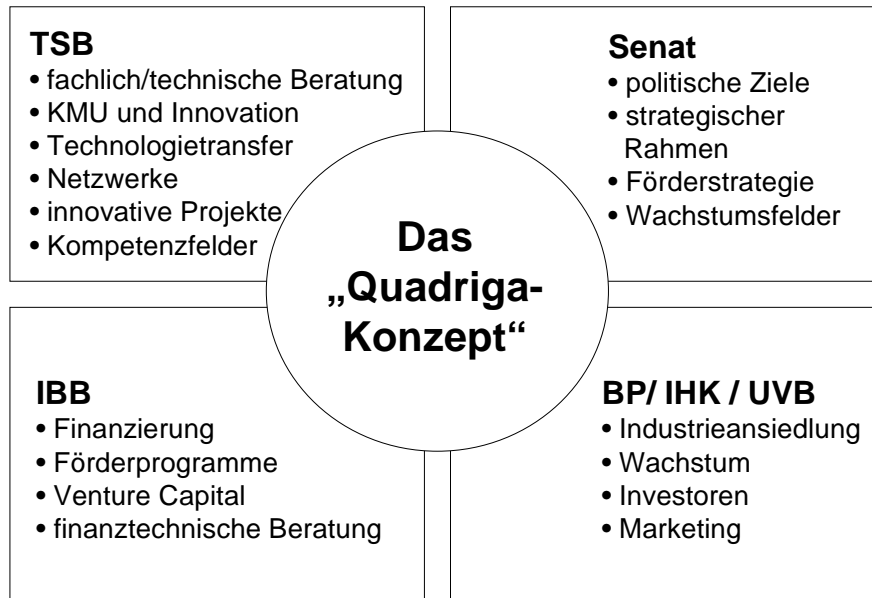 TSB
• fachlich/technische Beratung
• KMU und Innovation
• Technologietransfer
• Netzwerke
• innovative Projekte
• Kompetenzfelder
Senat
• politische Ziele
• strategischer
Rahmen
• Förderstrategie
• Wachstumsfelder
Das
„Quadriga-
Konzept“
IBB
• Finanzierung
• Förderprogramme
• Venture Capital
• finanztechnische Beratung
BP/ IHK / UVB
• Industrieansiedlung
• Wachstum
• Investoren
• Marketing